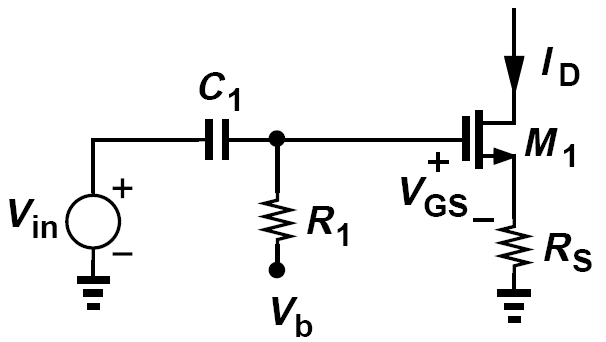 I_D
C_1
M_1
+
V_GS
−
+
V_in
−
R_1
R_S
V_b